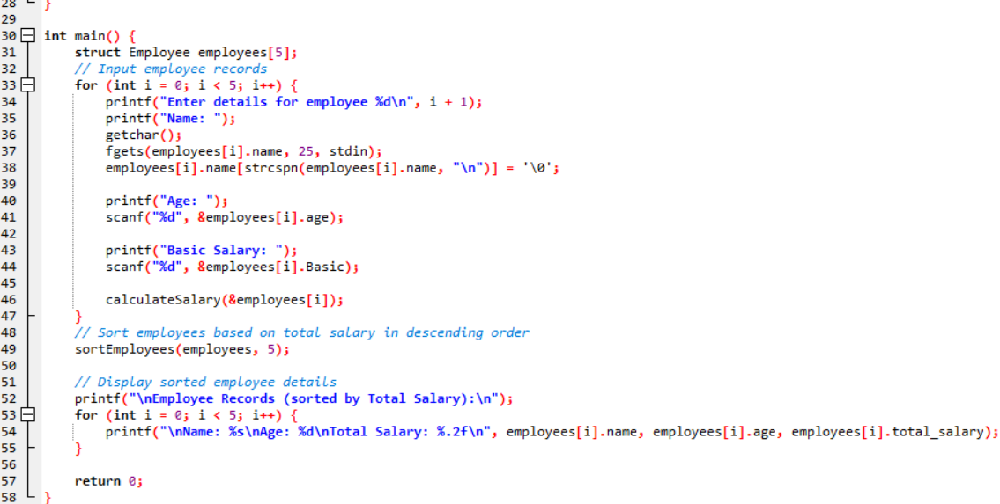 28 }
29
30 int main() {
31     struct Employee employees[5];
32     // Input employee records
33     for (int i = 0; i < 5; i++) {
34         printf("Enter details for employee %d\n", i + 1);
35         printf("Name: ");
36         getchar();
37         fgets(employees[i].name, 25, stdin);
38         employees[i].name[strcspn(employees[i].name, "\n")] = '\0';
39
40         printf("Age: ");
41         scanf("%d", &employees[i].age);
42
43         printf("Basic Salary: ");
44         scanf("%d", &employees[i].Basic);
45
46         calculateSalary(&employees[i]);
47     }
48     // Sort employees based on total salary in descending order
49     sortEmployees(employees, 5);
50
51     // Display sorted employee details
52     printf("\nEmployee Records (sorted by Total Salary):\n");
53     for (int i = 0; i < 5; i++) {
54         printf("\nName: %s\nAge: %d\nTotal Salary: %.2f\n", employees[i].name, employees[i].age, employees[i].total_salary);
55     }
56
57     return 0;
58 }